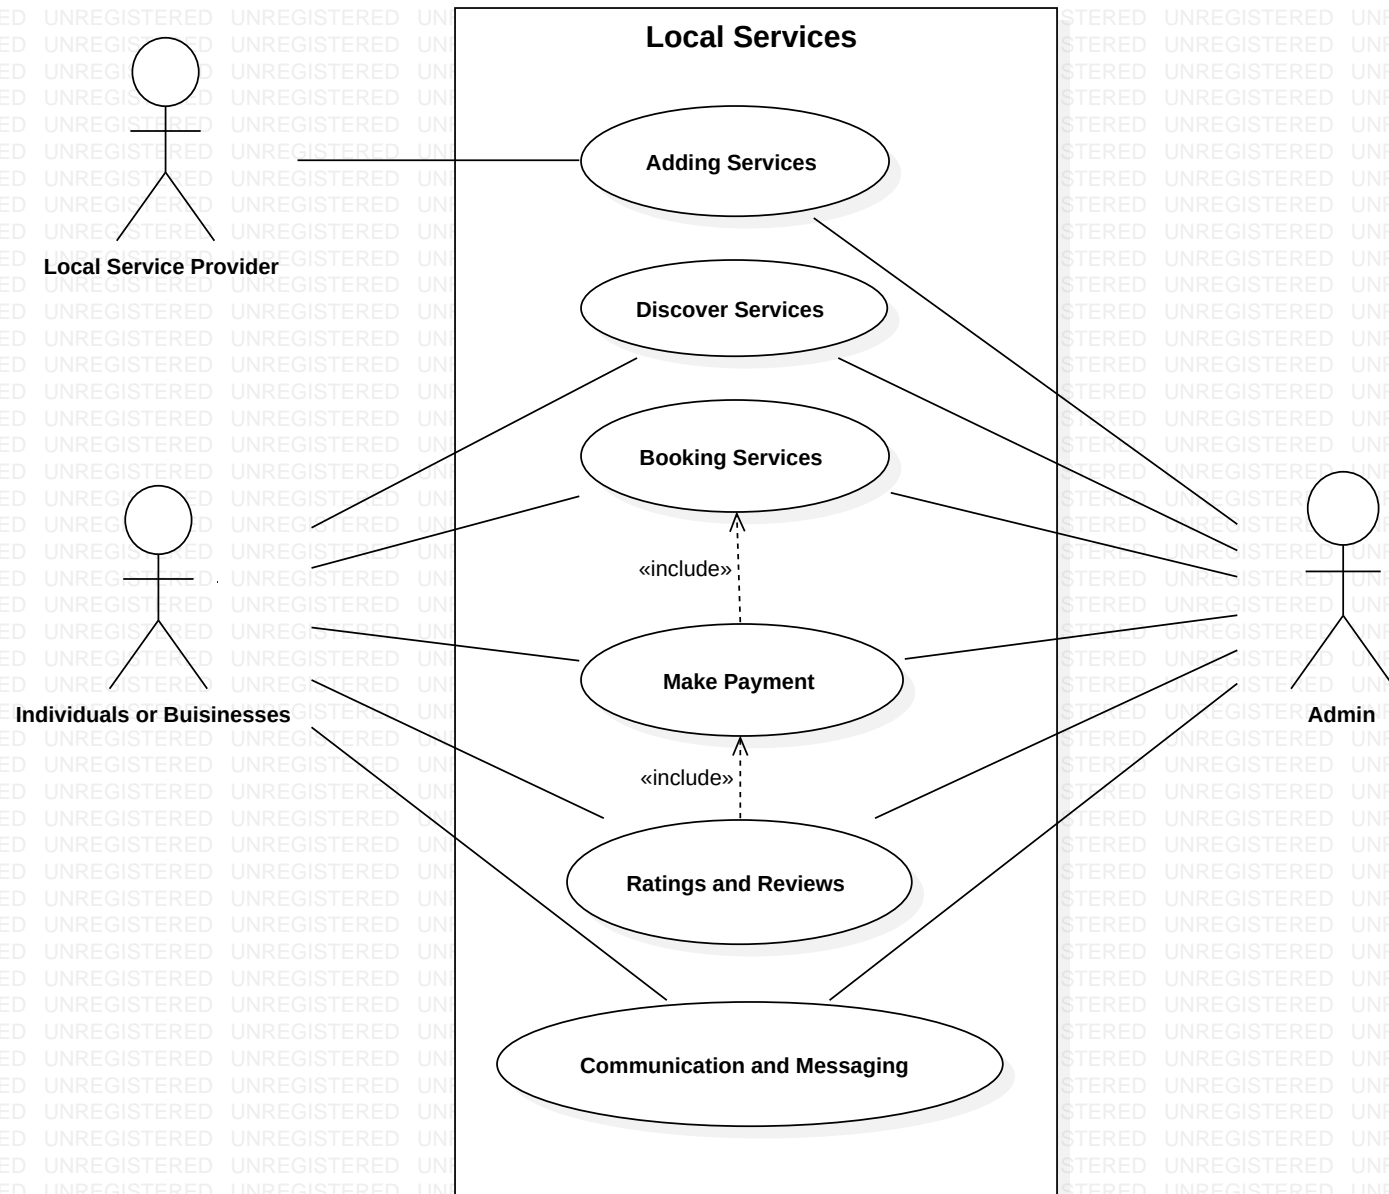 Local Services
Adding Services
Local Service Provider
Discover Services
Booking Services
«include»
Make Payment
Individuals or Buisinesses
Admin
«include»
Ratings and Reviews
Communication and Messaging
UNREGISTERED